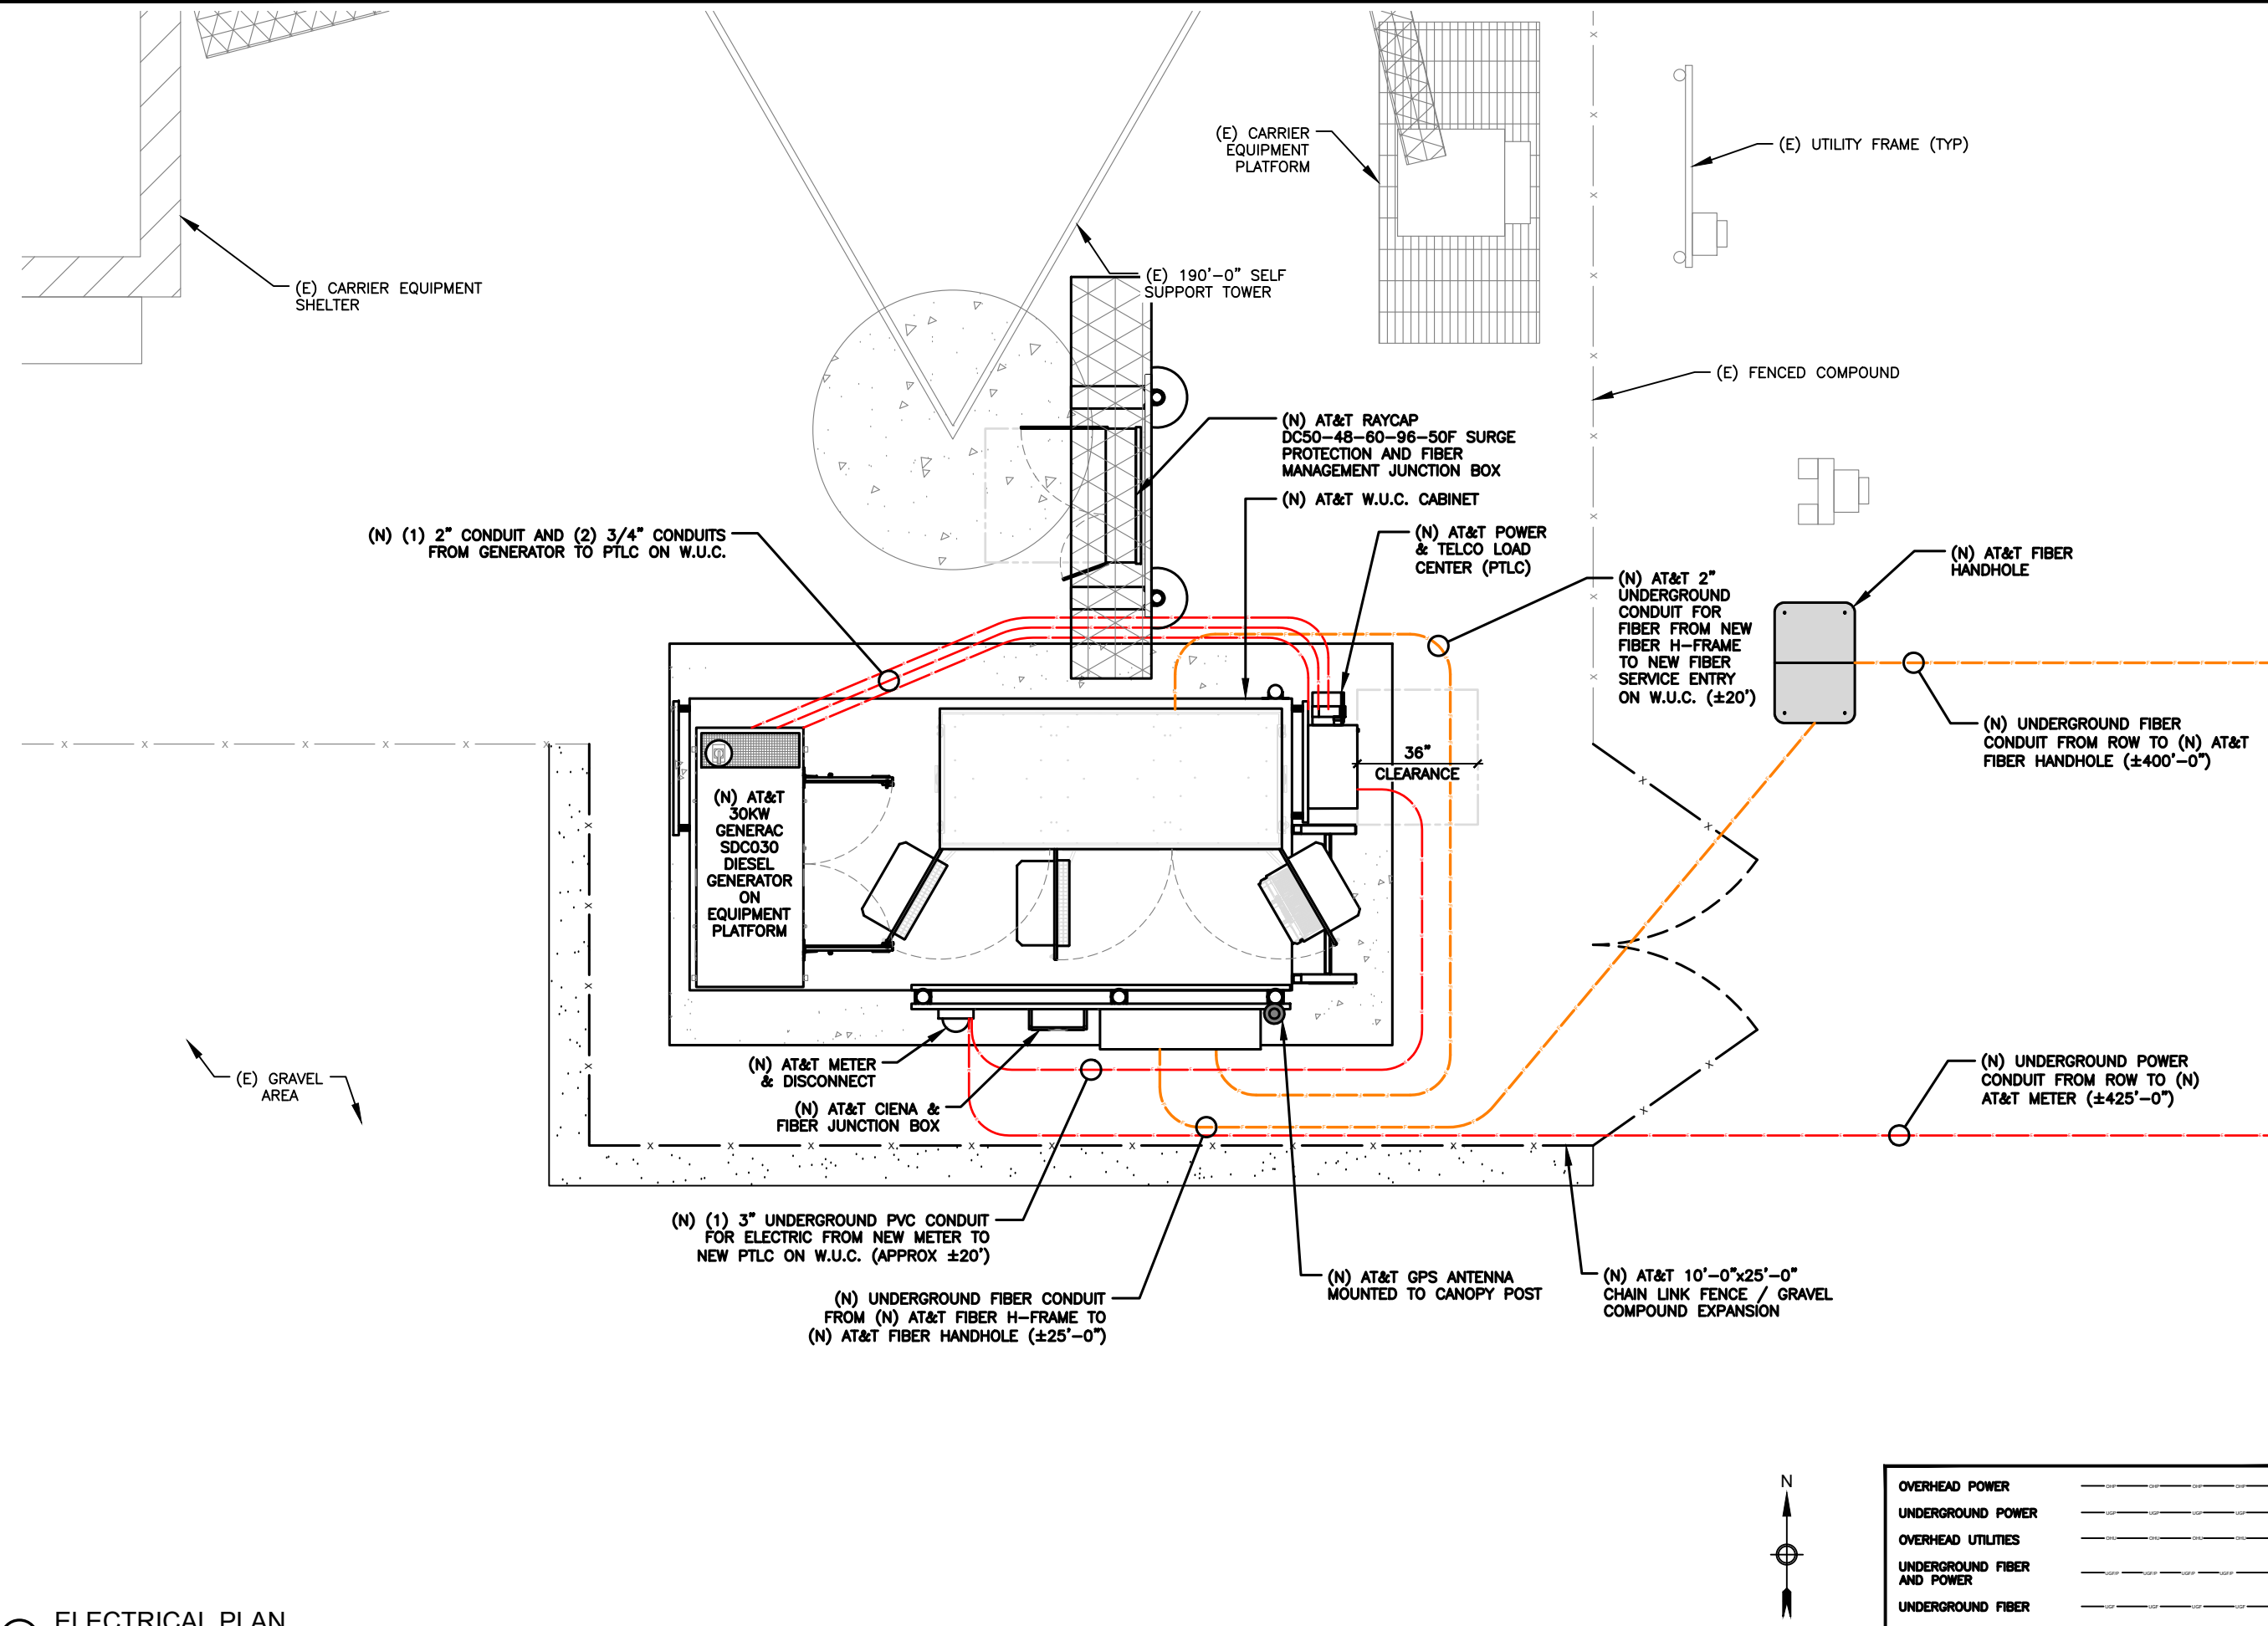 (E) CARRIER
EQUIPMENT
PLATFORM
(E) UTILITY FRAME (TYP)
(E) CARRIER EQUIPMENT
SHELTER
(E) 190'-0" SELF
SUPPORT TOWER
(E) FENCED COMPOUND
(N) AT&T RAYCAP
DC50-48-60-96-50F SURGE
PROTECTION AND FIBER
MANAGEMENT JUNCTION BOX
(N) AT&T W.U.C. CABINET
(N) (1) 2" CONDUIT AND (2) 3/4" CONDUITS
FROM GENERATOR TO PTLC ON W.U.C.
(N) AT&T POWER
& TELCO LOAD
CENTER (PTLC)
(N) AT&T 2"
UNDERGROUND
CONDUIT FOR
FIBER FROM NEW
FIBER H-FRAME
TO NEW FIBER
SERVICE ENTRY
ON W.U.C. (±20')
(N) AT&T FIBER
HANDHOLE
(N) UNDERGROUND FIBER
CONDUIT FROM ROW TO (N) AT&T
FIBER HANDHOLE (±400'-0")
36"
CLEARANCE
(N) AT&T
30KW
GENERAC
SDC030
DIESEL
GENERATOR
ON
EQUIPMENT
PLATFORM
(E) GRAVEL
AREA
(N) AT&T METER
& DISCONNECT
(N) AT&T CIENA &
FIBER JUNCTION BOX
(N) UNDERGROUND POWER
CONDUIT FROM ROW TO (N)
AT&T METER (±425'-0")
(N) (1) 3" UNDERGROUND PVC CONDUIT
FOR ELECTRIC FROM NEW METER TO
NEW PTLC ON W.U.C. (APPROX ±20')
(N) UNDERGROUND FIBER CONDUIT
FROM (N) AT&T FIBER H-FRAME TO
(N) AT&T FIBER HANDHOLE (±25'-0")
(N) AT&T GPS ANTENNA
MOUNTED TO CANOPY POST
(N) AT&T 10'-0"x25'-0"
CHAIN LINK FENCE / GRAVEL
COMPOUND EXPANSION
N
OVERHEAD POWER
UNDERGROUND POWER
OVERHEAD UTILITIES
UNDERGROUND FIBER
AND POWER
UNDERGROUND FIBER
ELECTRICAL PLAN